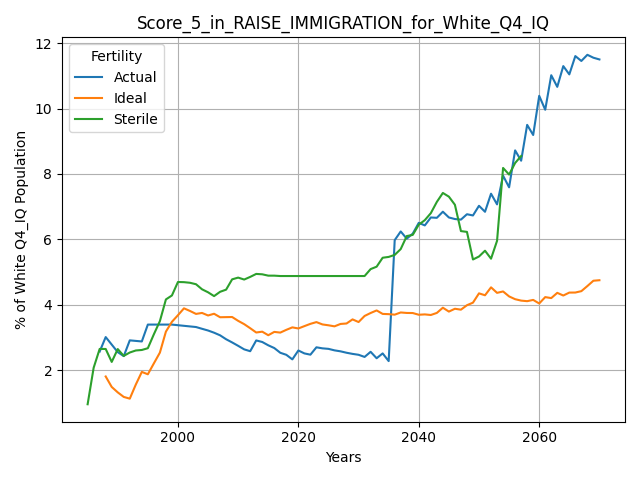 Score_5_in_RAISE_IMMIGRATION_for_White_Q4_IQ
% of White Q4_IQ Population
12
10
8
6
4
2
Fertility
Actual
Ideal
Sterile
2000
2020
2040
2060
Years